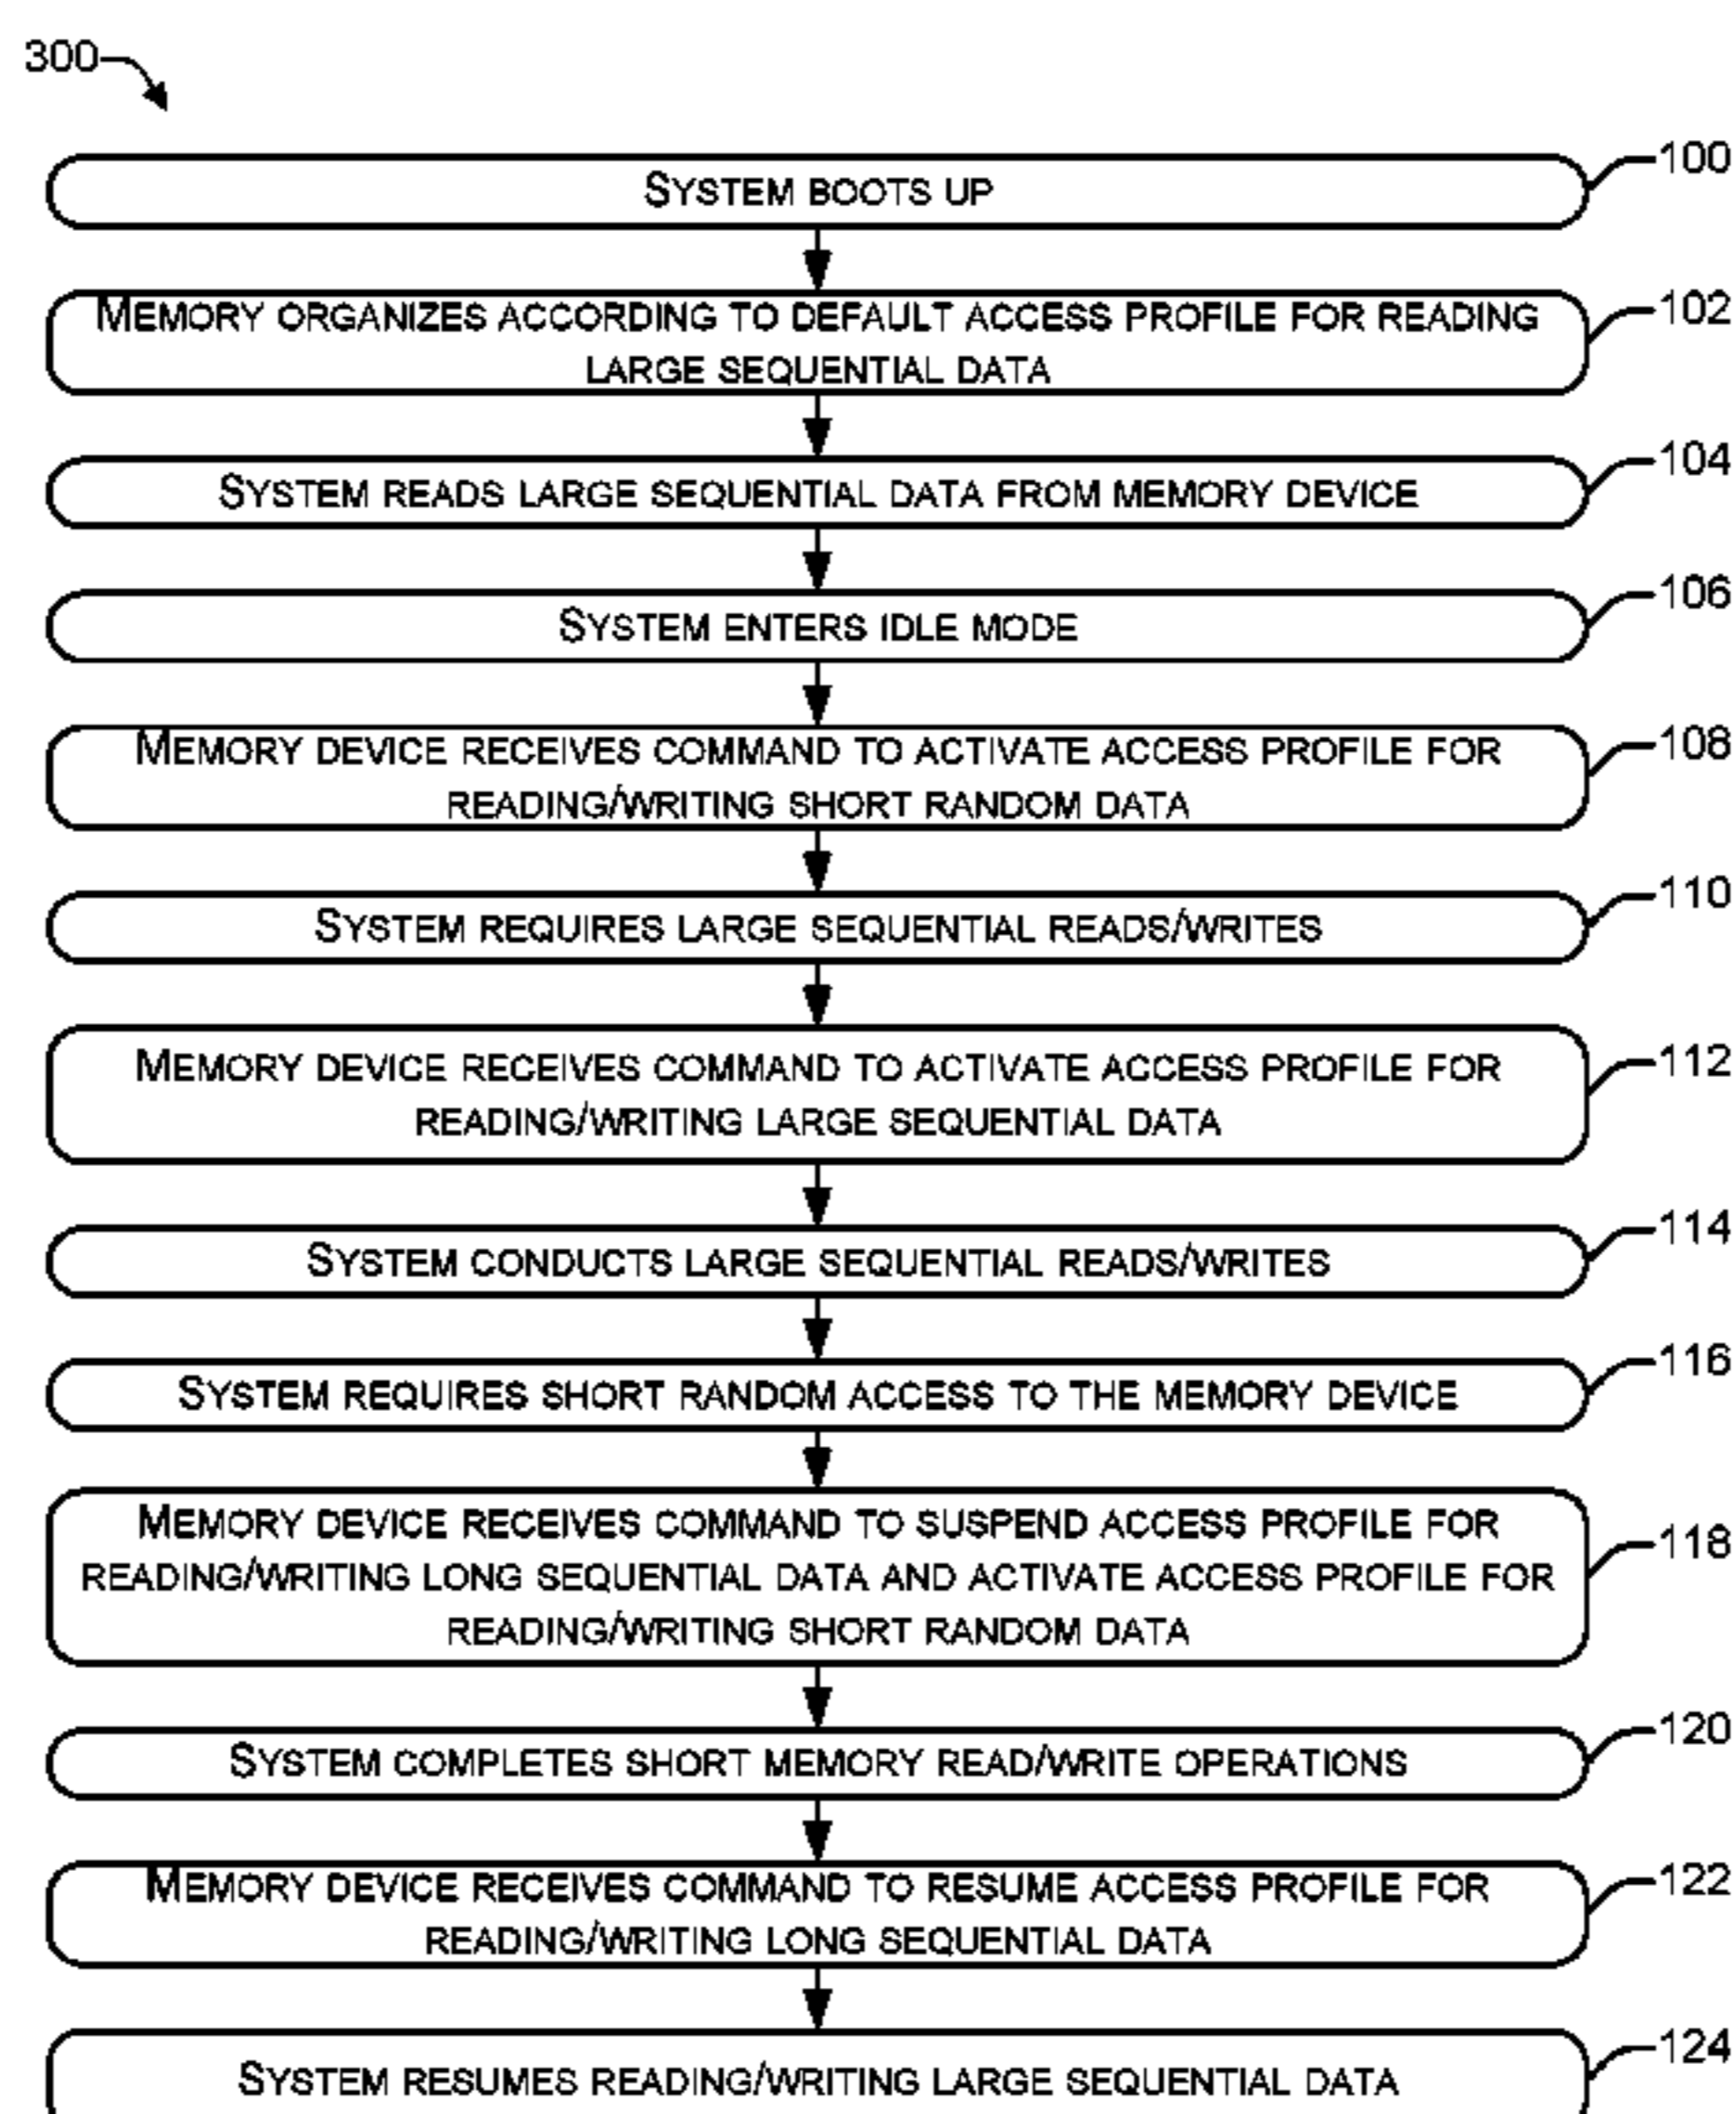 300
100
SYSTEM BOOTS UP
102
MEMORY ORGANIZES ACCORDING TO DEFAULT ACCESS PROFILE FOR READING
LARGE SEQUENTIAL DATA
104
SYSTEM READS LARGE SEQUENTIAL DATA FROM MEMORY DEVICE
106
SYSTEM ENTERS IDLE MODE
108
MEMORY DEVICE RECEIVES COMMAND TO ACTIVATE ACCESS PROFILE FOR
READING/WRITING SHORT RANDOM DATA
110
SYSTEM REQUIRES LARGE SEQUENTIAL READS/WRITES
112
MEMORY DEVICE RECEIVES COMMAND TO ACTIVATE ACCESS PROFILE FOR
READING/WRITING LARGE SEQUENTIAL DATA
114
SYSTEM CONDUCTS LARGE SEQUENTIAL READS/WRITES
116
SYSTEM REQUIRES SHORT RANDOM ACCESS TO THE MEMORY DEVICE
118
MEMORY DEVICE RECEIVES COMMAND TO SUSPEND ACCESS PROFILE FOR
READING/WRITING LONG SEQUENTIAL DATA AND ACTIVATE ACCESS PROFILE FOR
READING/WRITING SHORT RANDOM DATA
120
SYSTEM COMPLETES SHORT MEMORY READ/WRITE OPERATIONS
122
MEMORY DEVICE RECEIVES COMMAND TO RESUME ACCESS PROFILE FOR
READING/WRITING LONG SEQUENTIAL DATA
124
SYSTEM RESUMES READING/WRITING LARGE SEQUENTIAL DATA